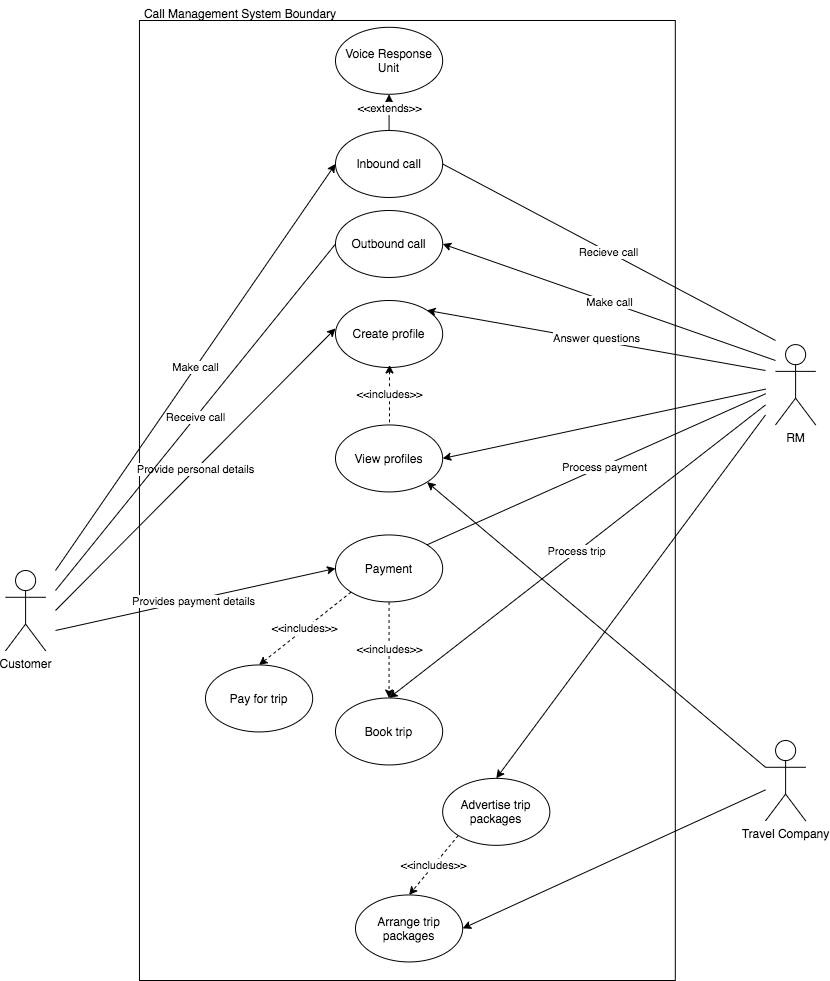 Call Management System Boundary
Voice Response
Unit
<<extends>>
Inbound call
Outbound call
Recieve call
Make call
Create profile
Answer questions
RM
Make call
<<includes>>
Receive call
View profiles
Provide personal details
Process payment
Process trip
Payment
Provides payment details
Customer
<<includes>>
<<includes>>
Pay for trip
Book trip
Advertise trip
packages
Travel Company
<<includes>>
Arrange trip
packages